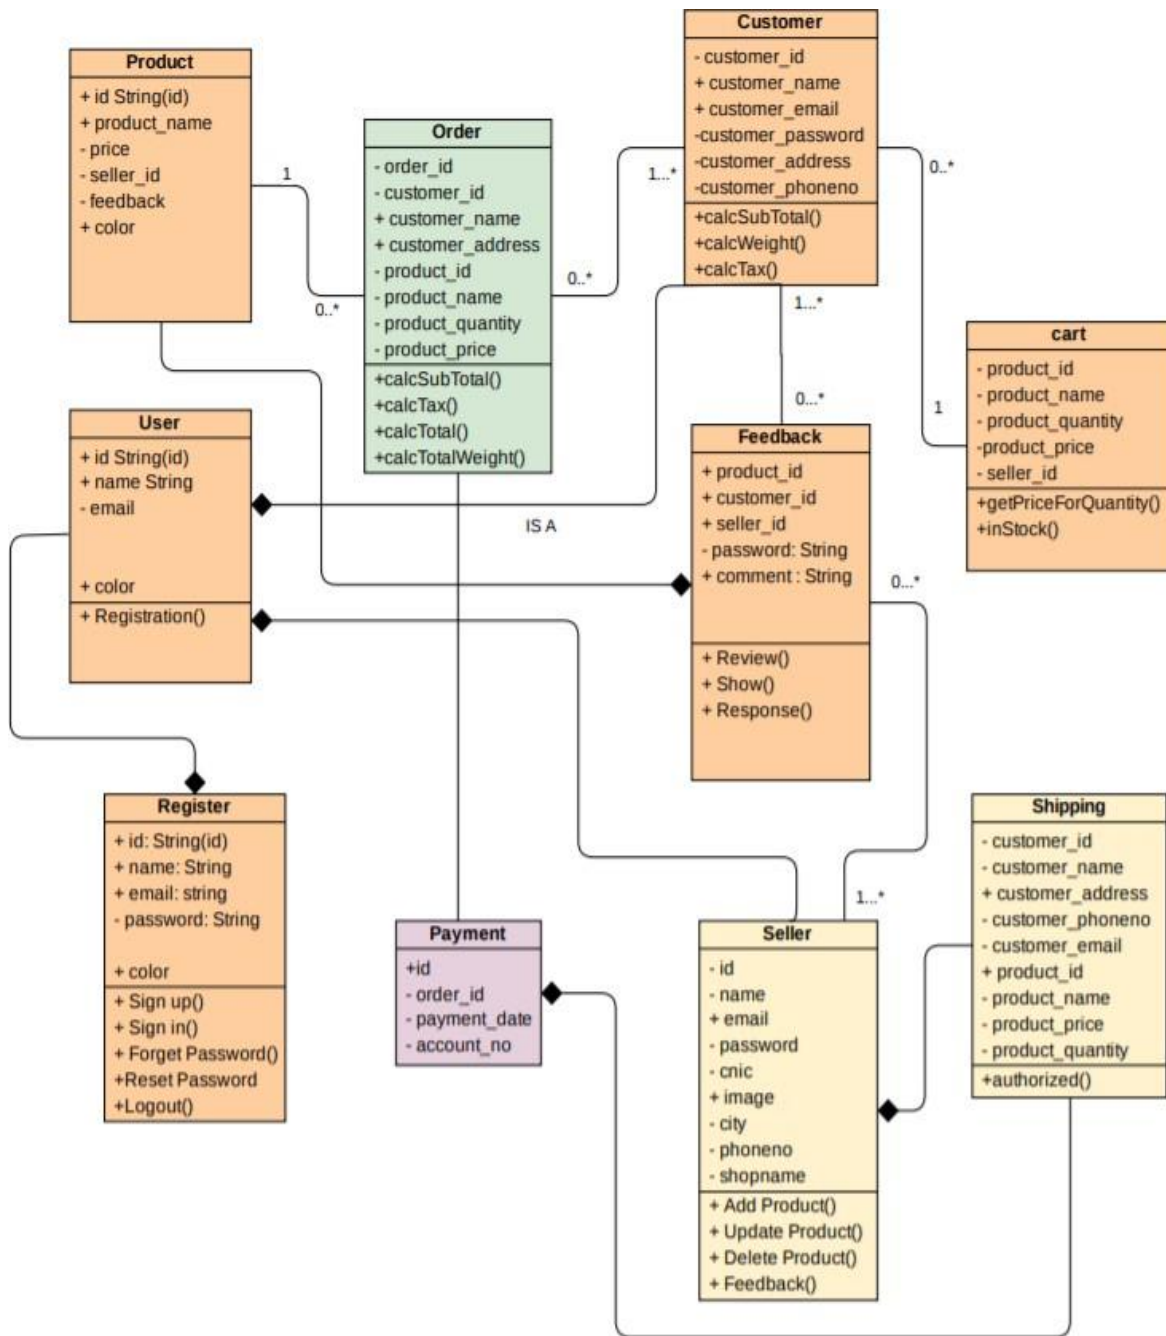 Product
+ id String(id)
+ product_name
- price
- seller_id
- feedback
+ color
Order
- order_id
- customer_id
+ customer_name
+ customer_address
- product_id
- product_name
- product_quantity
- product_price
+calcSubTotal()
+calcTax()
+calcTotal()
+calcTotalWeight()
Customer
- customer_id
+ customer_name
+ customer_email
-customer_password
-customer_address
-customer_phoneno
+calcSubTotal()
+calcWeight()
+calcTax()
1
0..*
0..*
1...*
0..*
1
1...*
0...*
cart
- product_id
- product_name
- product_quantity
-product_price
- seller_id
+getPriceForQuantity()
+inStock()
User
+ id String(id)
+ name String
- email
+ color
+ Registration()
IS A
Feedback
+ product_id
+ customer_id
+ seller_id
- password: String
+ comment : String
+ Review()
+ Show()
+ Response()
0...*
1...*
Register
+ id: String(id)
+ name: String
+ email: string
- password: String
+ color
+ Sign up()
+ Sign in()
+ Forget Password()
+Reset Password
+Logout()
Payment
+id
- order_id
- payment_date
- account_no
Seller
- id
- name
+ email
- password
- cnic
+ image
- city
- phoneno
- shopname
+ Add Product()
+ Update Product()
+ Delete Product()
+ Feedback()
Shipping
- customer_id
- customer_name
+ customer_address
- customer_phoneno
- customer_email
+ product_id
- product_name
- product_price
- product_quantity
+authorized()